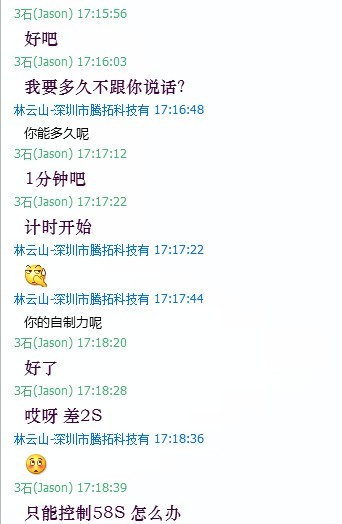 3石(Jason) 17:15:56
好吧
3石(Jason) 17:16:03
我要多久不跟你说话?
林云山-深圳市腾拓科技有 17:16:48
你能多久呢
3石(Jason) 17:17:12
1分钟吧
3石(Jason) 17:17:22
计时开始
林云山-深圳市腾拓科技有 17:17:22
林云山-深圳市腾拓科技有 17:17:44
你的自制力呢
3石(Jason) 17:18:20
好了
3石(Jason) 17:18:28
哎呀 差2S
林云山-深圳市腾拓科技有 17:18:36
3石(Jason) 17:18:39
只能控制58S 怎么办